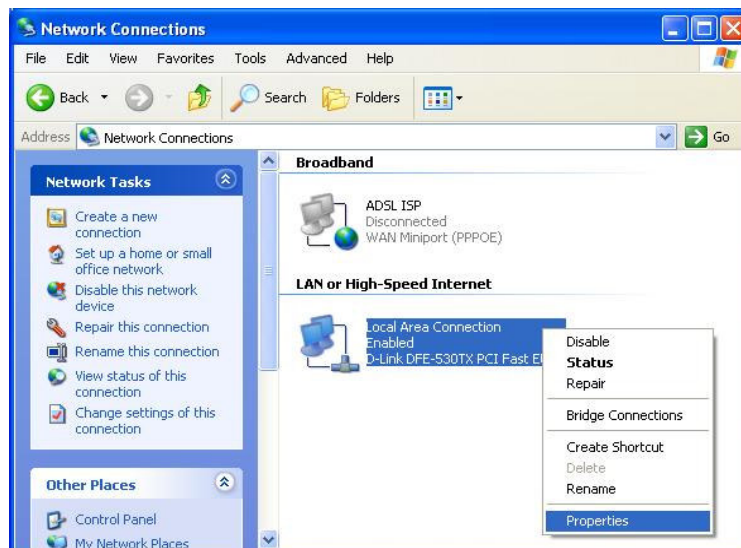 Network Connections
File Edit View Favorites Tools Advanced Help
Back Search Folders
Address Network Connections Go
Network Tasks
Create a new
connection
Set up a home or small
office network
Disable this network
device
Repair this connection
Rename this connection
View status of this
connection
Change settings of this
connection
Other Places
Control Panel
My Network Places
Broadband
ADSL ISP
Disconnected
WAN Miniport (PPPOE)
LAN or High-Speed Internet
Local Area Connection
Enabled
D-Link DFE-530TX PCI Fast
Disable
Status
Repair
Bridge Connections
Create Shortcut
Delete
Rename
Properties